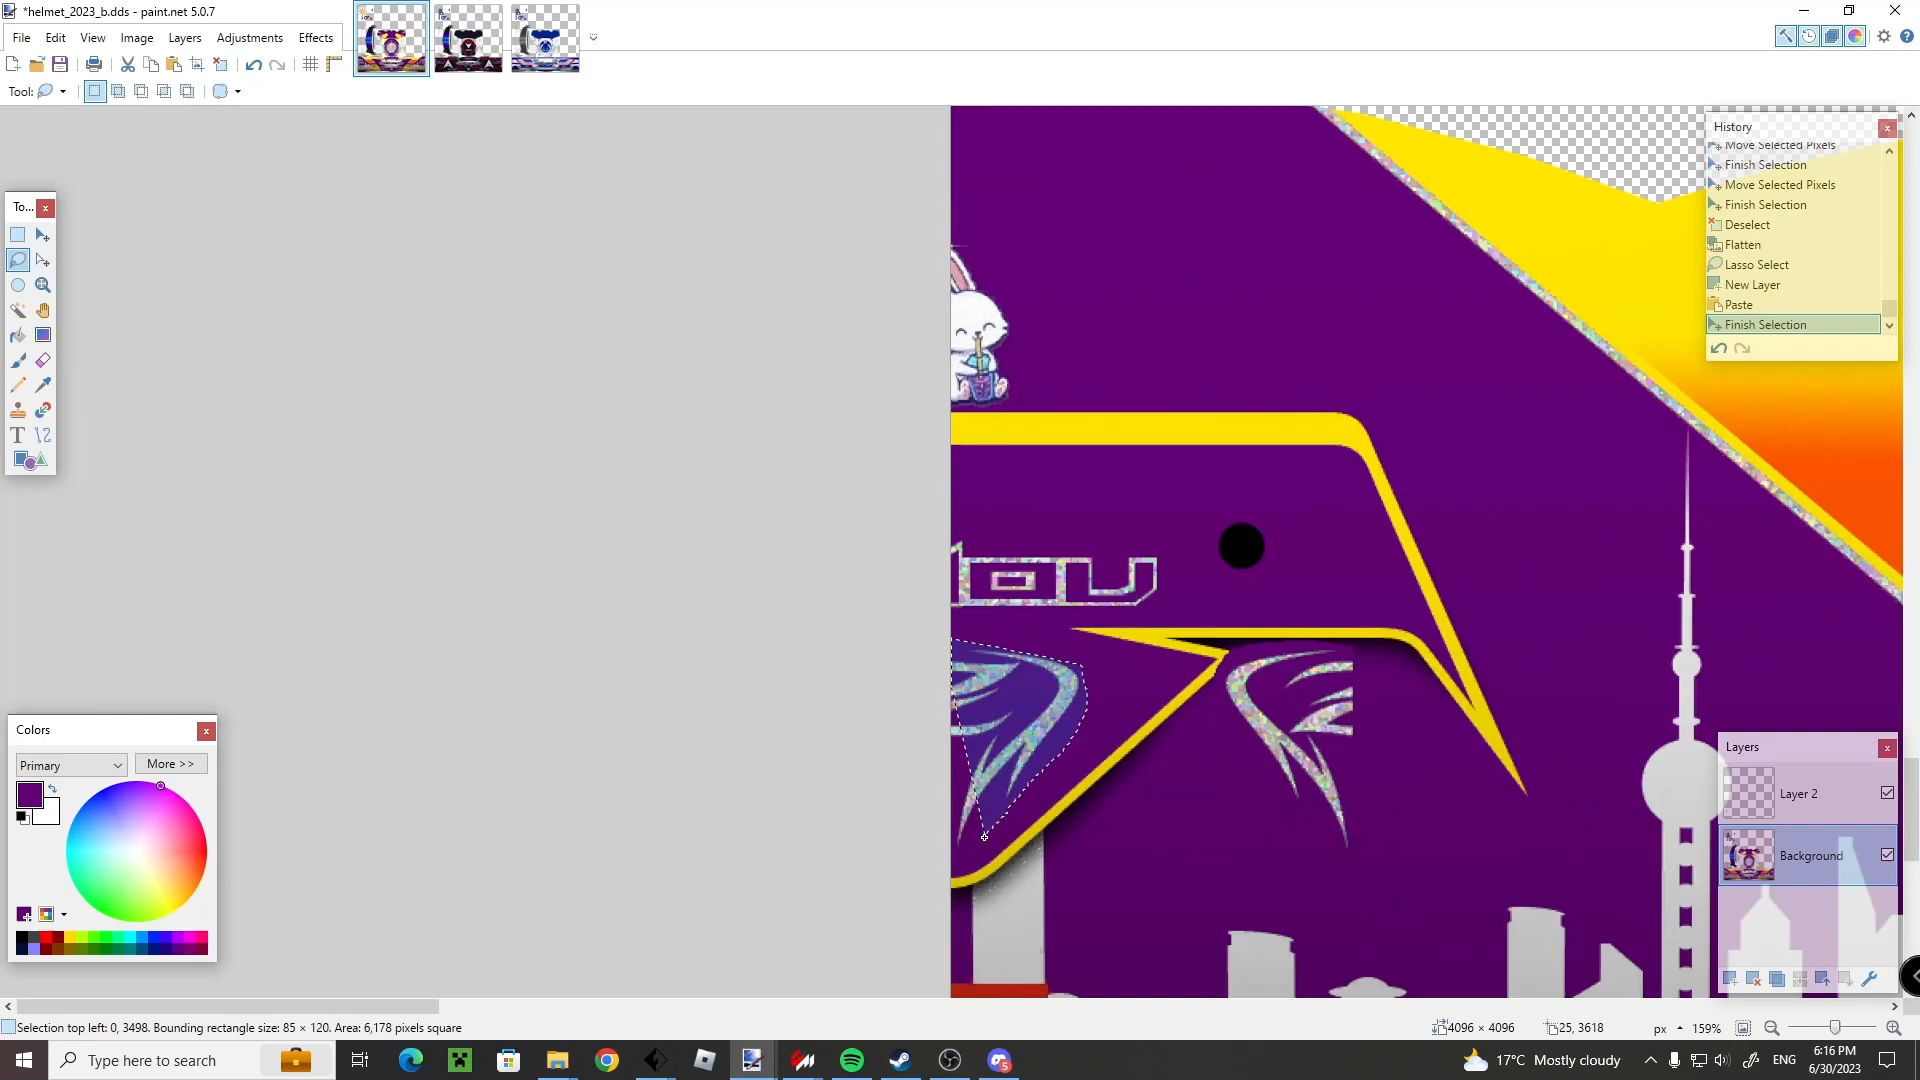 *helmet_2023_b.dds - paint.net 5.0.7
File Edit View Image Layers Adjustments Effects
Tool:
To...
History
Move Selected Pixels
Finish Selection
Move Selected Pixels
Finish Selection
Deselect
Flatten
Lasso Select
New Layer
Paste
Finish Selection
OU
Colors
Primary
More >>
Layers
Layer 2
Background
Selection top left: 0, 3498. Bounding rectangle size: 85 × 120. Area: 6,178 pixels square
4096 × 4096
25, 3618
px
159%
Type here to search
5
17°C Mostly cloudy
ENG
6:16 PM
6/30/2023